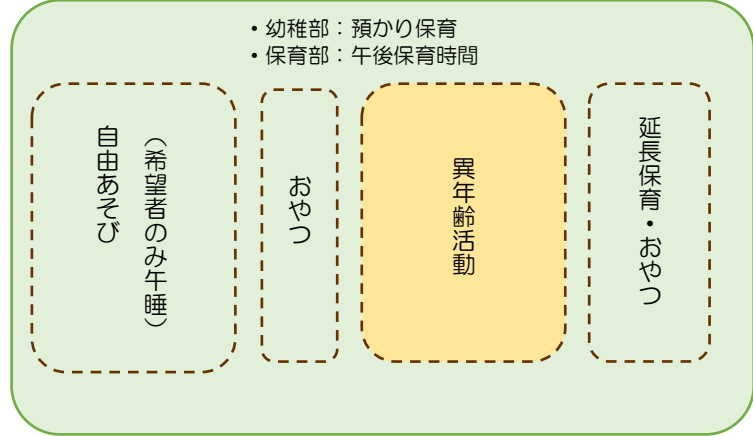 ・幼稚部：預かり保育
・保育部：午後保育時間
（希望者のみ午睡）
自由あそび
おやつ
異年齢活動
延長保育・おやつ